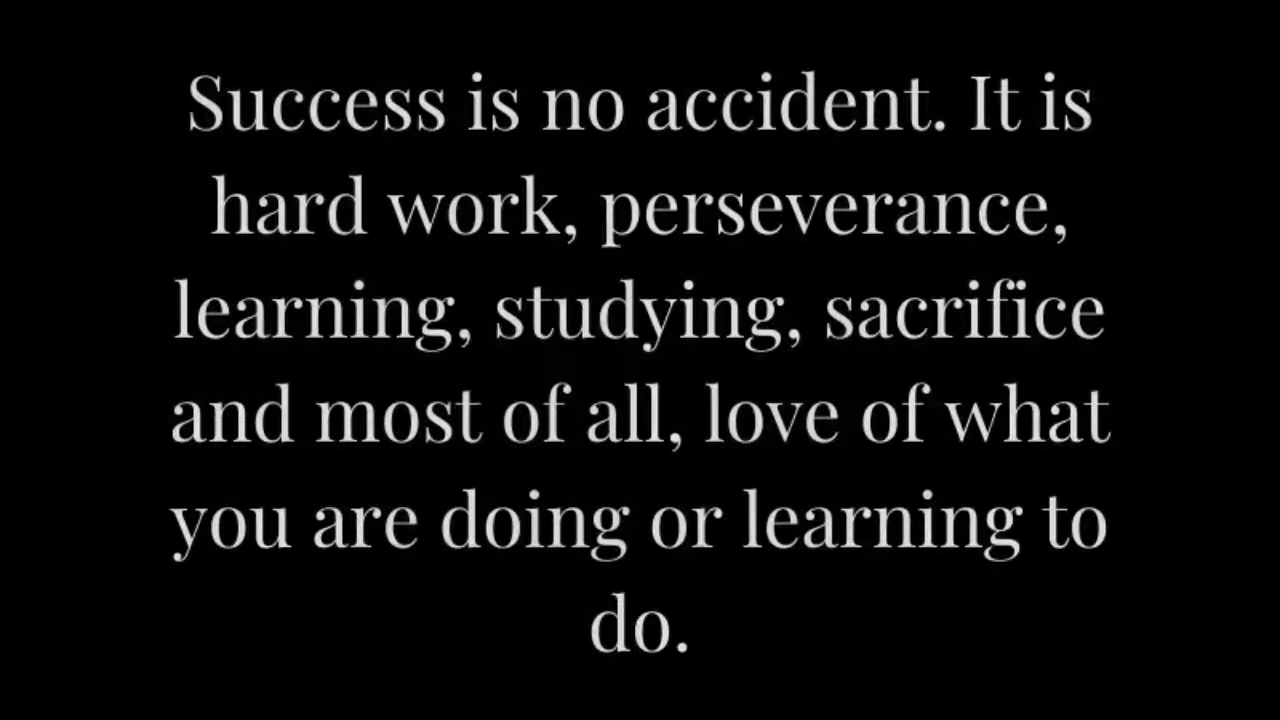 Success is no accident. It is
hard work, perseverance,
learning, studying, sacrifice
and most of all, love of what
you are doing or learning to
do.